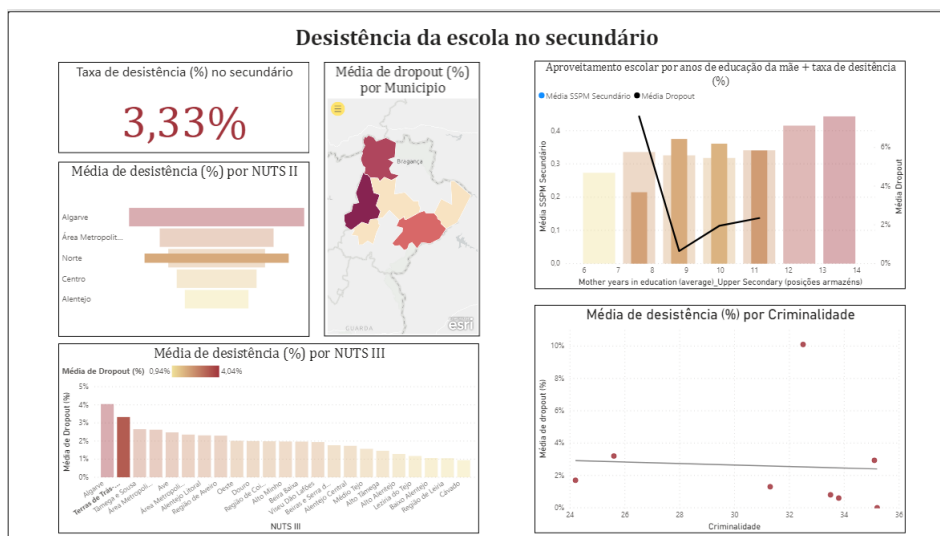 Desistência da escola no secundário
Taxa de desistência (%) no secundário
3,33%
Média de desistência (%) por NUTS II
Algarve
Área Metropolit...
Norte
Centro
Alentejo
Média de dropout (%)
por Municipio
Bragança
GUARDA
esri
Aproveitamento escolar por anos de educação da mãe + taxa de desitência
(%)
Média SSPM Secundário
Média Dropout
Média SSPM Secundário
0.4
0.3
0.2
0.1
0.0
6%
4%
2%
0%
Média Dropout
6
7
8
9
10
11
12
13
14
Mother years in education (average)_Upper Secondary (posições armazéns)
Média de desistência (%) por NUTS III
Média de Dropout (%)
0,94%
4,04%
Média de Dropout (%)
5%
4%
3%
2%
1%
0%
Algarve
Terras de Trás-...
Tâmega e Sousa
Área Metropoli...
Ave
Área Metropoli...
Alentejo Litoral
Região de Aveiro
Oeste
Douro
Região de Coi...
Alto Minho
Beira Baixa
Viseu Dão Lafões
Beiras e Serra d...
Alentejo Central
Médio Tejo
Alto Tâmega
Alto Alentejo
Lezíria do Tejo
Baixo Alentejo
Região de Leiria
Cávado
NUTS III
Média de desistência (%) por Criminalidade
Média de dropout (%)
10%
8%
6%
4%
2%
0%
24
26
28
30
32
34
36
Criminalidade